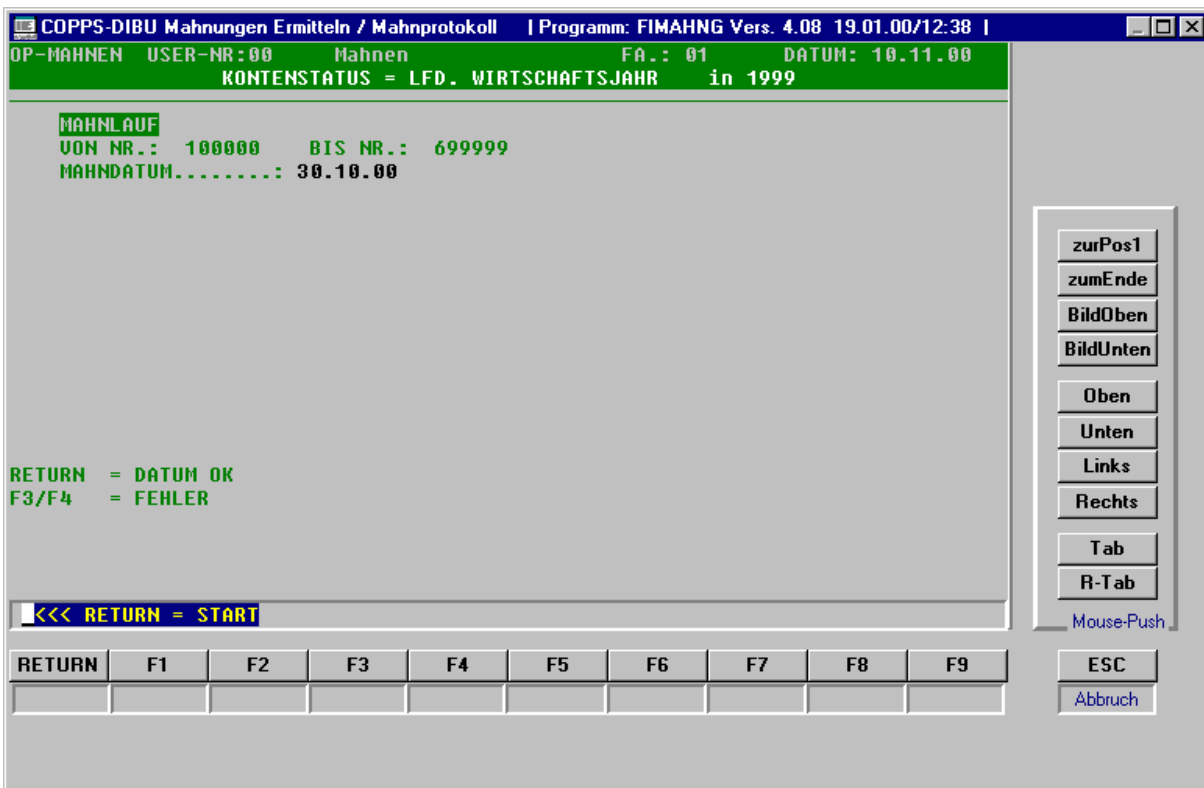 COPPS-DIBU Mahnungen Ermitteln / Mahnprotokoll | Programm: FIMAHNG Vers. 4.08 19.01.00/12:38 |
OP-MAHNEN USER-NR:00 Mahnen FA.: 01 DATUM: 10.11.00
KONTENSTATUS = LFD. WIRTSCHAFTSJAHR in 1999
MAHNLAUF
VON NR.: 100000 BIS NR.: 699999
MAHNDATUM........: 30.10.00
zurPos1
zumEnde
BildOben
BildUnten
Oben
Unten
Links
Rechts
Tab
R-Tab
Mouse-Push
RETURN = DATUM OK
F3/F4 = FEHLER
<<< RETURN = START
RETURN F1 F2 F3 F4 F5 F6 F7 F8 F9 ESC
Abbruch